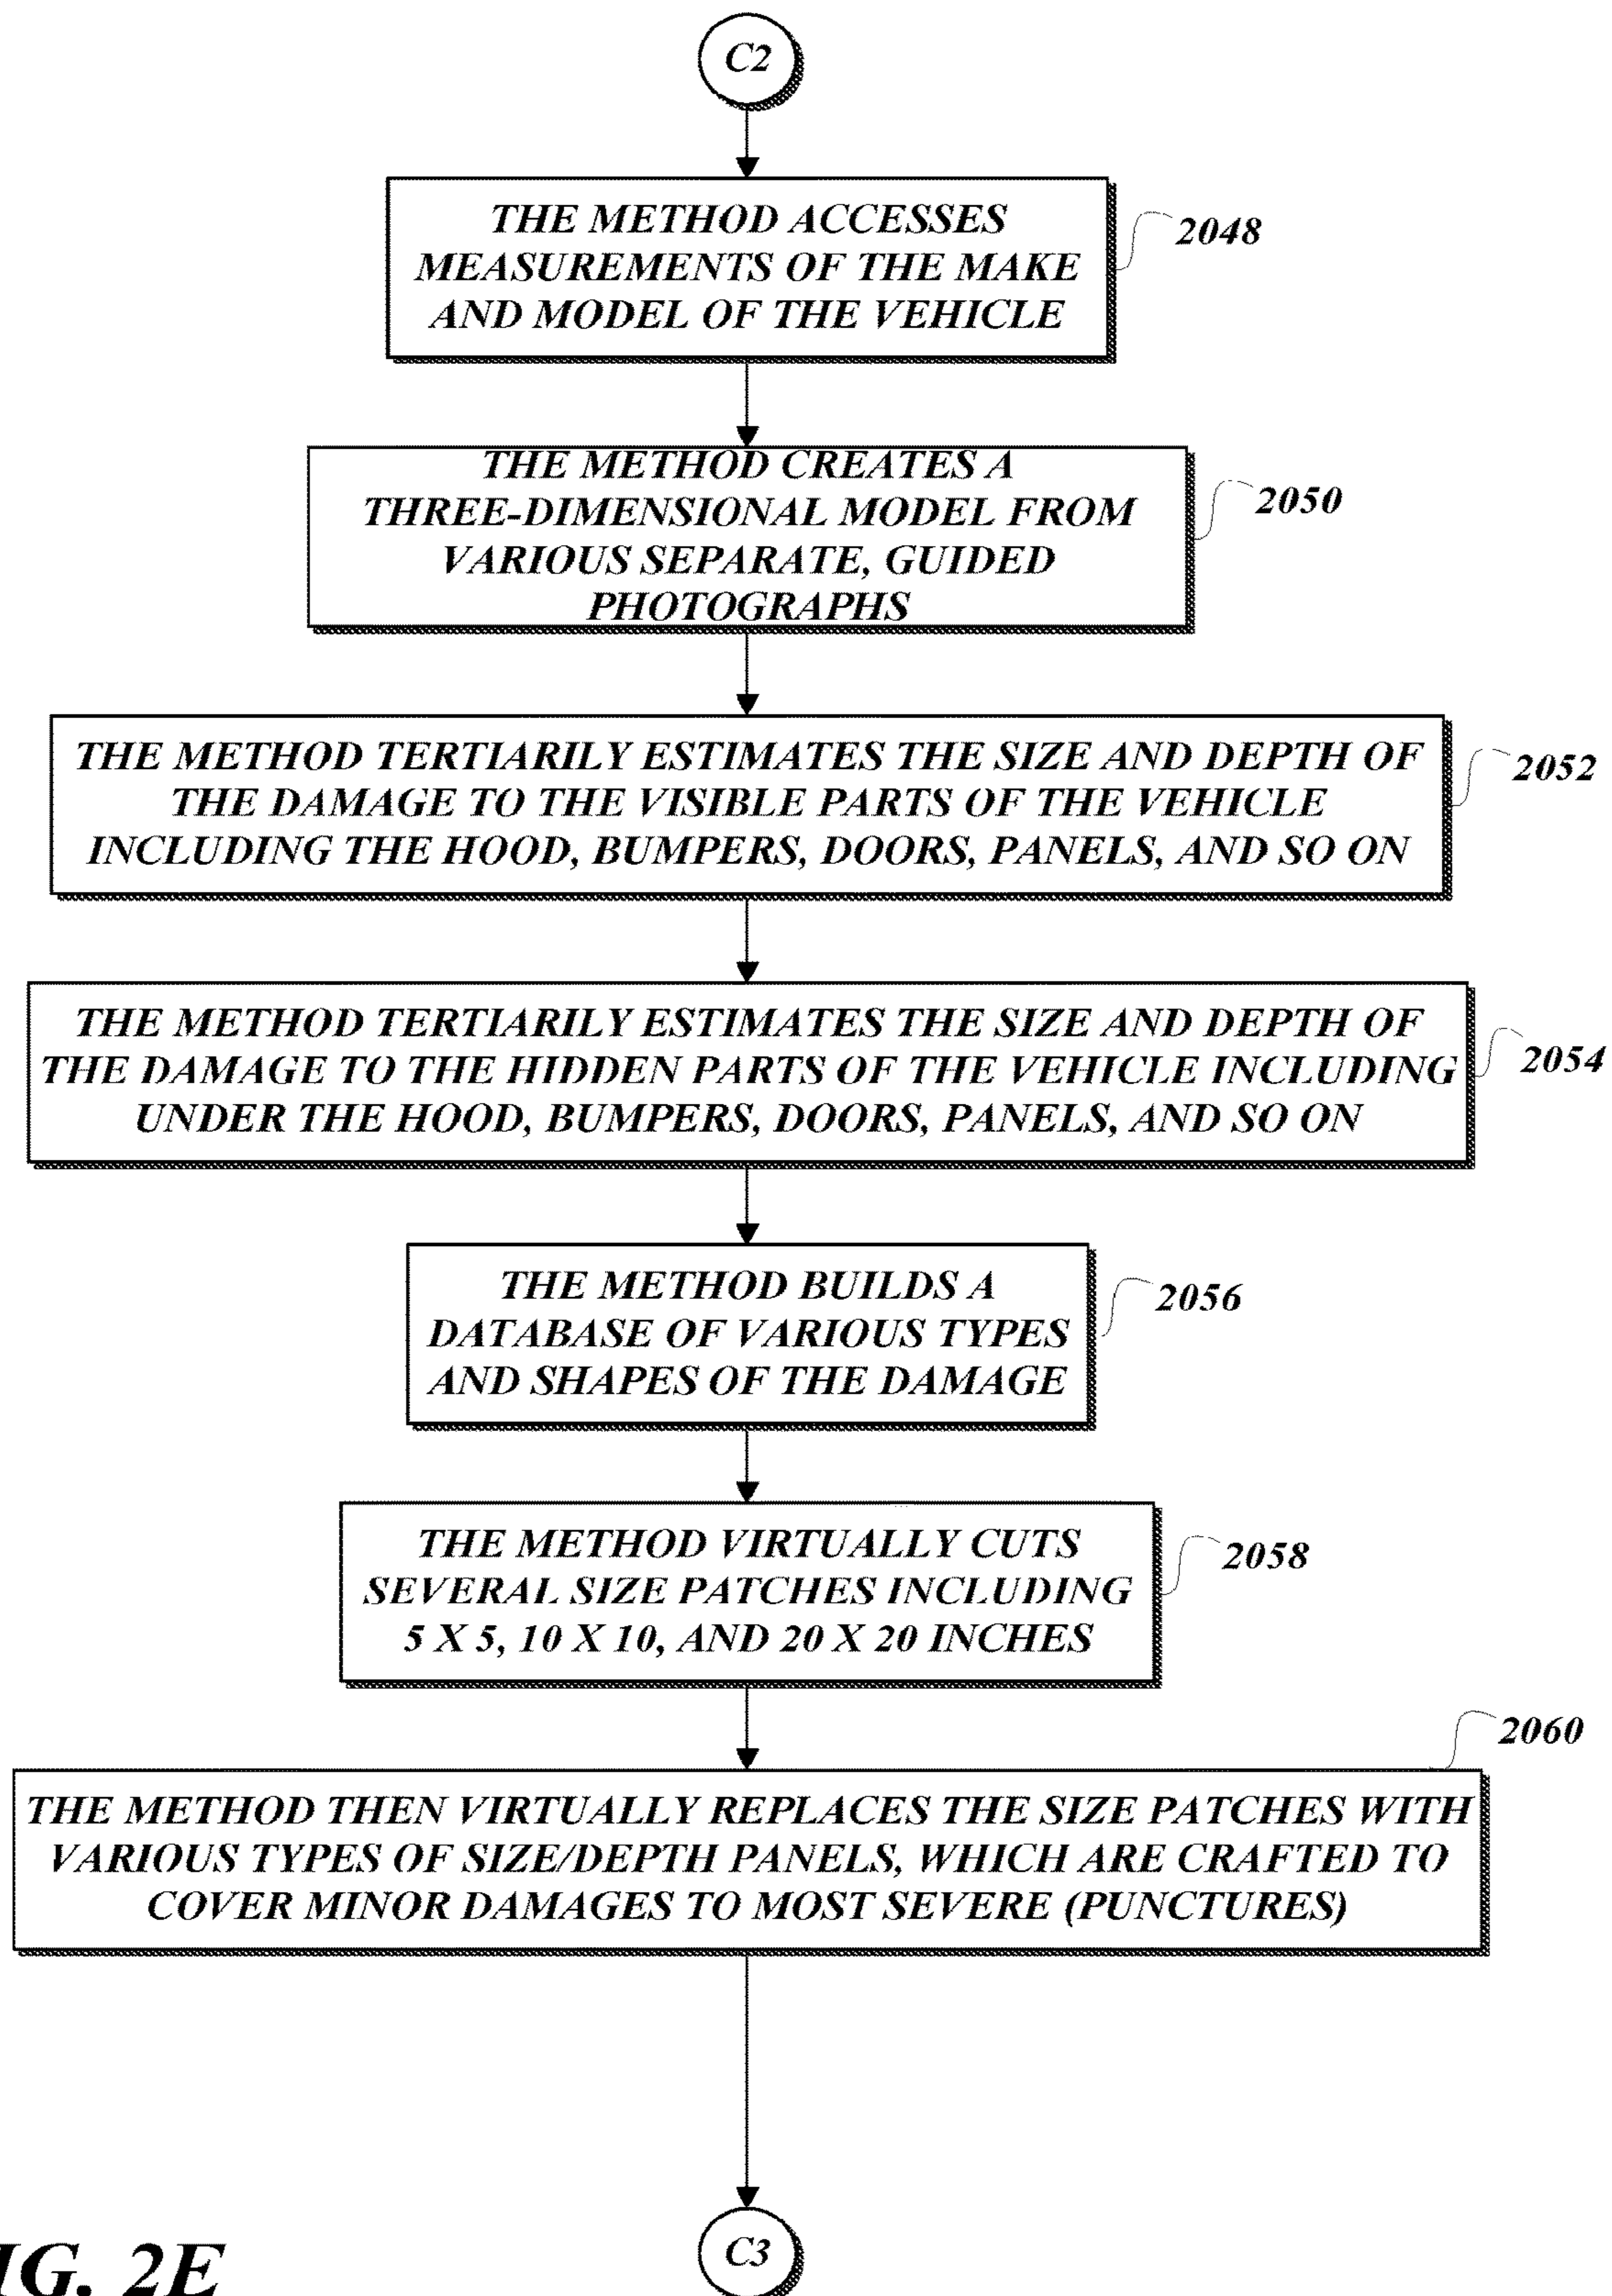 C2
THE METHOD ACCESSES
MEASUREMENTS OF THE MAKE
AND MODEL OF THE VEHICLE
2048
THE METHOD CREATES A
THREE-DIMENSIONAL MODEL FROM
VARIOUS SEPARATE, GUIDED
PHOTOGRAPHS
2050
THE METHOD TERTIARILY ESTIMATES THE SIZE AND DEPTH OF
THE DAMAGE TO THE VISIBLE PARTS OF THE VEHICLE
INCLUDING THE HOOD, BUMPERS, DOORS, PANELS, AND SO ON
2052
THE METHOD TERTIARILY ESTIMATES THE SIZE AND DEPTH OF
THE DAMAGE TO THE HIDDEN PARTS OF THE VEHICLE INCLUDING
UNDER THE HOOD, BUMPERS, DOORS, PANELS, AND SO ON
2054
THE METHOD BUILDS A
DATABASE OF VARIOUS TYPES
AND SHAPES OF THE DAMAGE
2056
THE METHOD VIRTUALLY CUTS
SEVERAL SIZE PATCHES INCLUDING
5 X 5, 10 X 10, AND 20 X 20 INCHES
2058
2060
THE METHOD THEN VIRTUALLY REPLACES THE SIZE PATCHES WITH
VARIOUS TYPES OF SIZE/DEPTH PANELS, WHICH ARE CRAFTED TO
COVER MINOR DAMAGES TO MOST SEVERE (PUNCTURES)
C3
IG. 2E